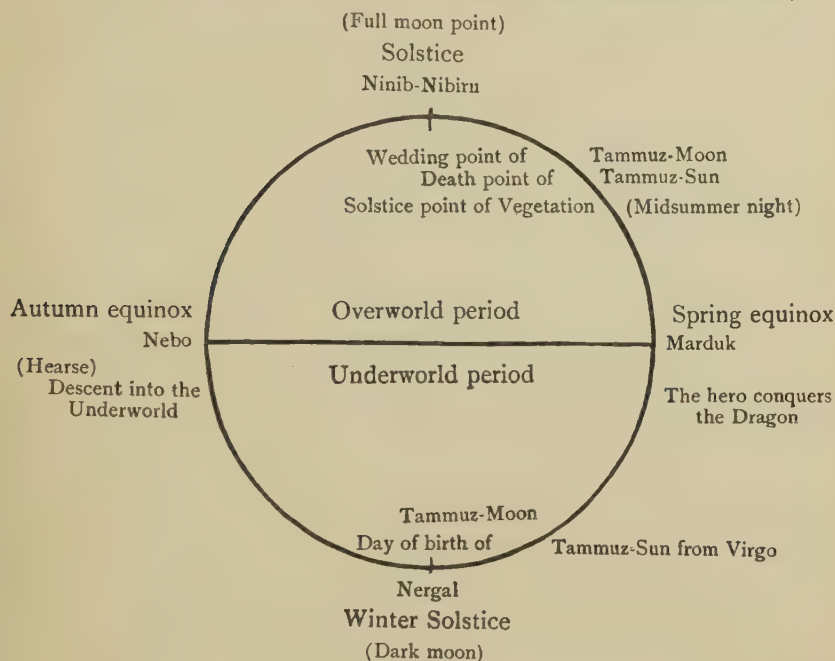 (Full moon point)
Solstice
Ninib-Nibiru
Wedding point of Tammuz-Moon
Death point of Tammuz-Sun
Solstice point of Vegetation (Midsummer night)
Autumn equinox
Nebo
(Hearse)
Descent into the
Underworld
Overworld period
Underworld period
Spring equinox
Marduk
The hero conquers
the Dragon
Tammuz-Moon
Day of birth of Tammuz-Sun from Virgo
Nergal
Winter Solstice
(Dark moon)